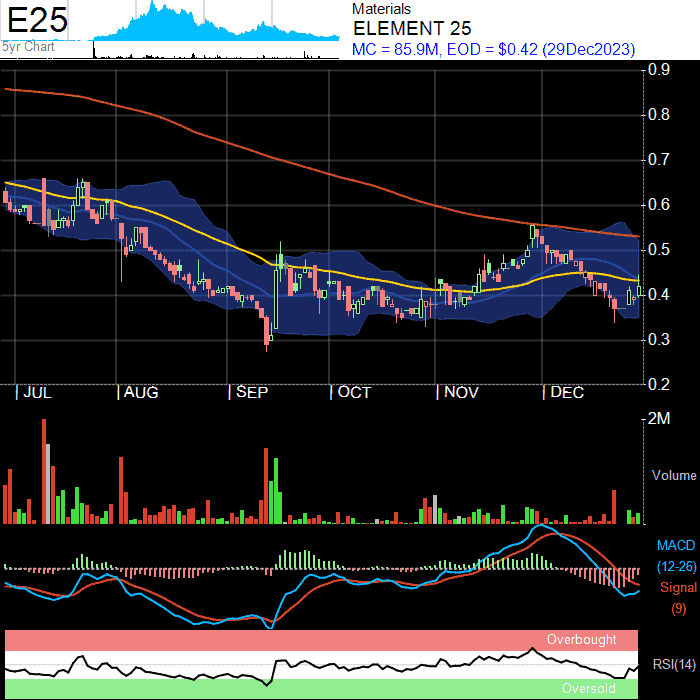 E25
5yr Chart
Materials
ELEMENT 25
MC = 85.9M, EOD = $0.42 (29Dec2023)
0.9
0.8
0.7
0.6
0.5
0.4
0.3
0.2
| JUL | AUG | SEP | OCT | NOV | DEC
2M
Volume
MACD
(12-26)
Signal
(9)
Overbought
RSI(14)
Oversold